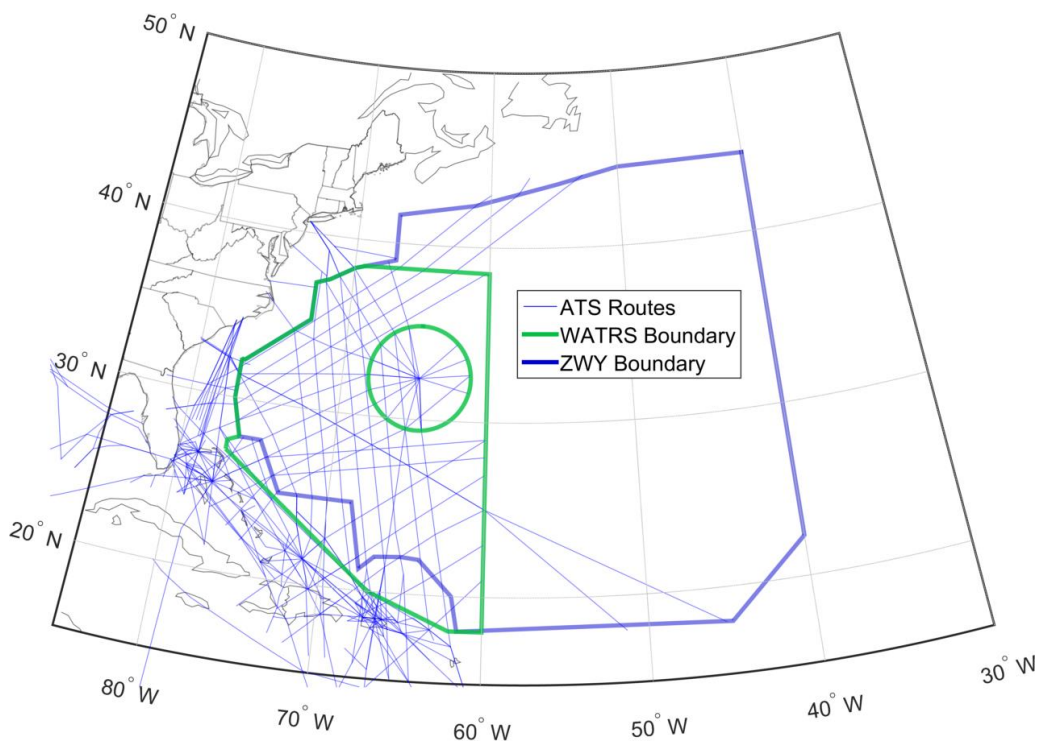 50° N
40° N
30° N
20° N
ATS Routes
WATRS Boundary
ZWY Boundary
80° W
70° W
60° W
50° W
40° W
30° W